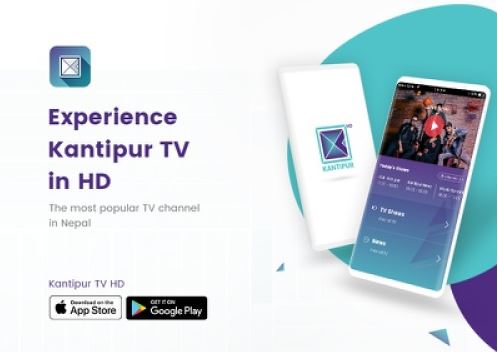 Experience
Kantipur TV
in HD
The most popular TV channel
in Nepal
Kantipur TV HD
Download on the
App Store
GET IT ON
Google Play
HD
KANTIPUR
Today's Shows
TV Shows
News